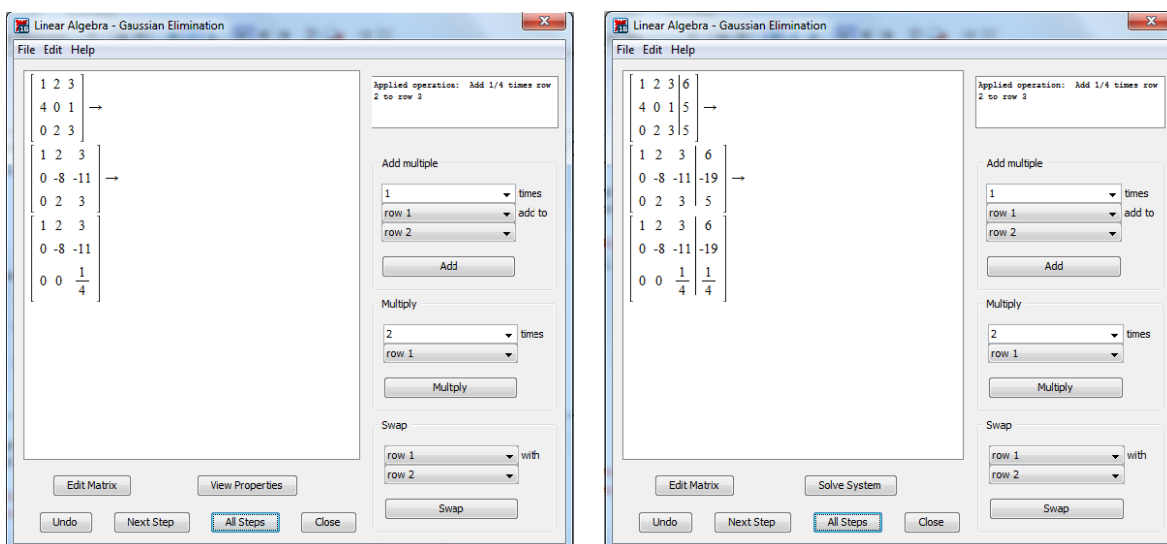 Linear Algebra - Gaussian Elimination
File Edit Help
1 2 3
4 0 1 →
0 2 3
1 2 3
0 -8 -11 →
0 2 3
1 2 3
0 -8 -11
0 0 1/4
Applied operation: Add 1/4 times row
2 to row 3
Add multiple
1 times
row 1 add to
row 2
Add
Multiply
2 times
row 1
Multply
Swap
row 1 with
row 2
Swap
Edit Matrix View Properties
Undo Next Step All Steps Close
Linear Algebra - Gaussian Elimination
File Edit Help
1 2 3 | 6
4 0 1 | 5 →
0 2 3 | 5
1 2 3 | 6
0 -8 -11 | -19 →
0 2 3 | 5
1 2 3 | 6
0 -8 -11 | -19
0 0 1/4 | 1/4
Applied operation: Add 1/4 times row
2 to row 3
Add multiple
1 times
row 1 add to
row 2
Add
Multiply
2 times
row 1
Multiply
Swap
row 1 with
row 2
Swap
Edit Matrix Solve System
Undo Next Step All Steps Close